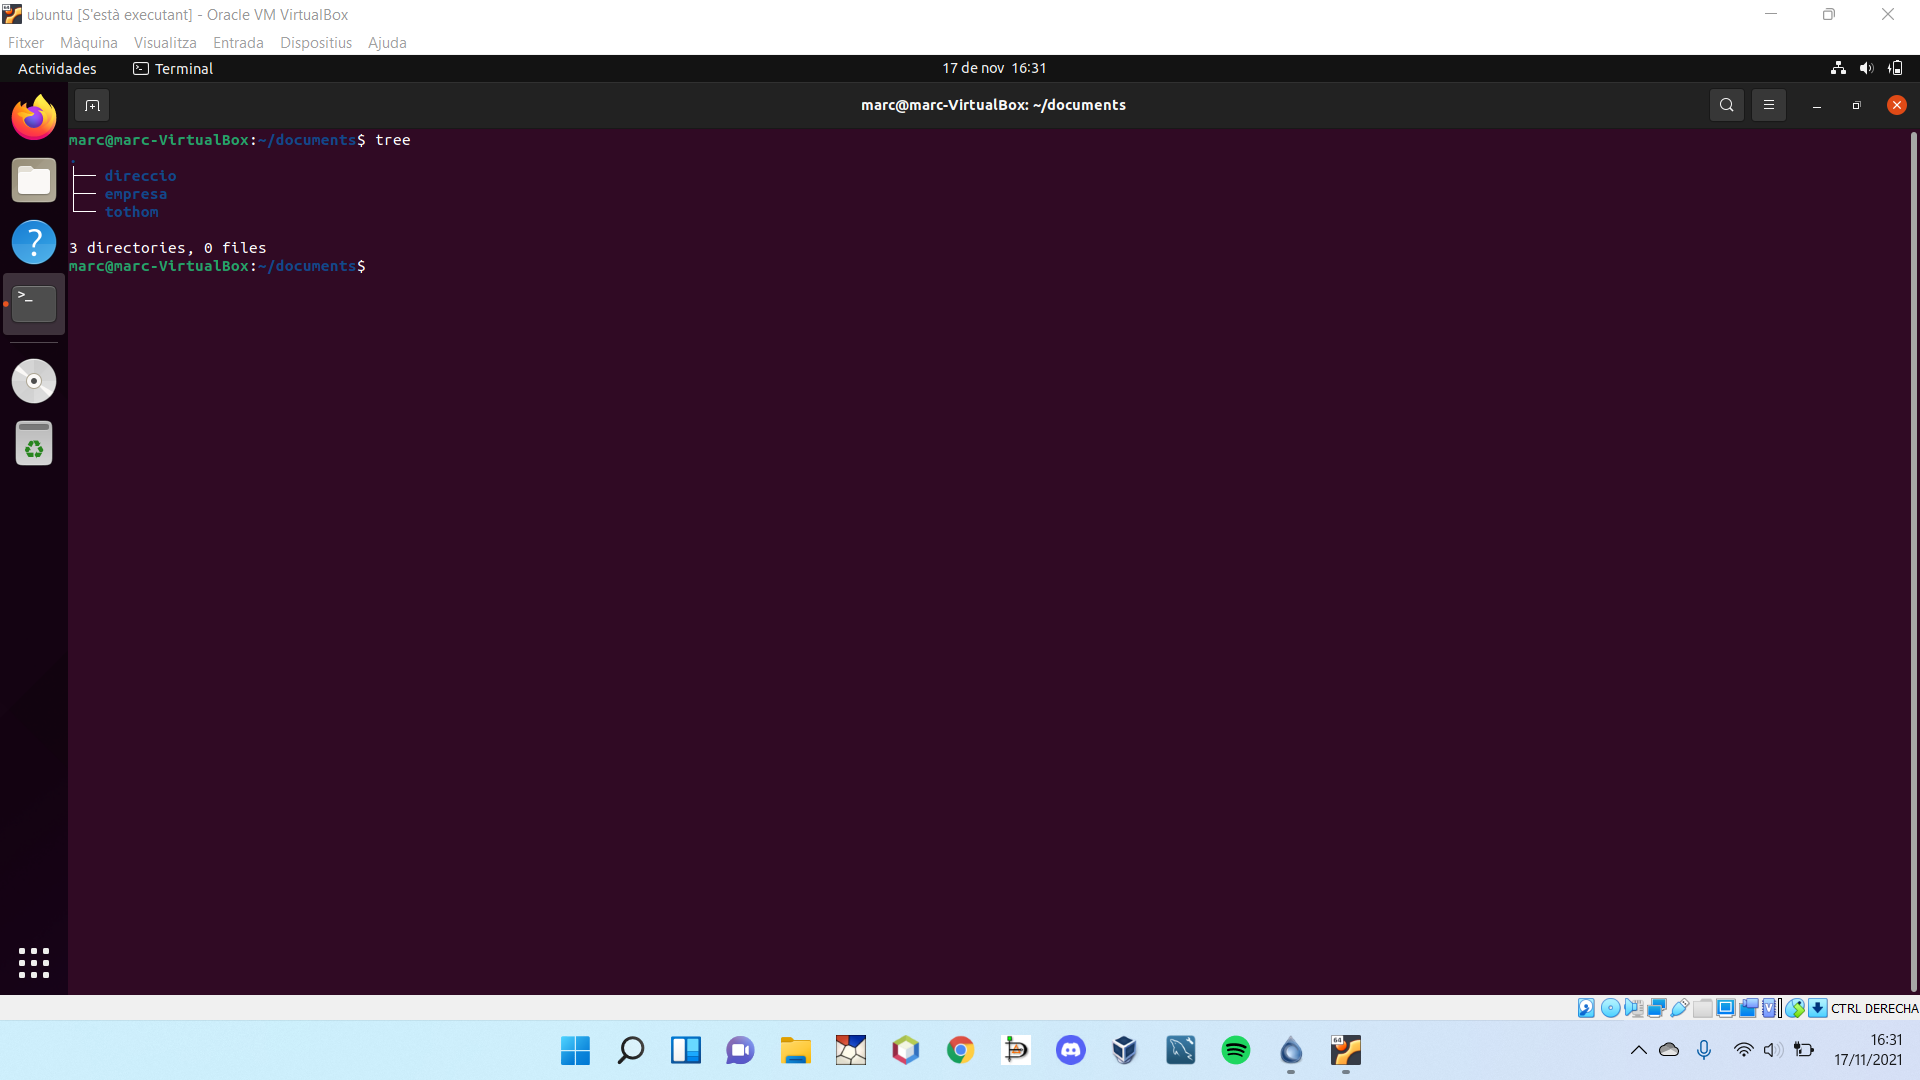 ubuntu [S'està executant] - Oracle VM VirtualBox
Fitxer Màquina Visualitza Entrada Dispositius Ajuda
Actividades Terminal 17 de nov 16:31
marc@marc-VirtualBox: ~/documents
marc@marc-VirtualBox:~/documents$ tree
.
├── direccio
├── empresa
└── tothom
3 directories, 0 files
marc@marc-VirtualBox:~/documents$
CTRL DERECHA
16:31
17/11/2021